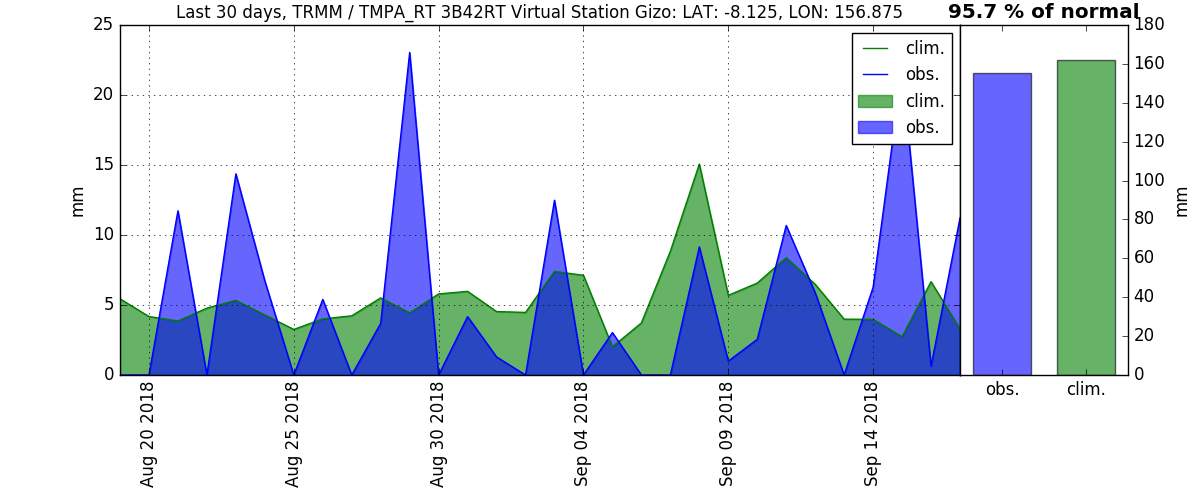 Last 30 days, TRMM / TMPA_RT 3B42RT Virtual Station Gizo: LAT: -8.125, LON: 156.875
95.7 % of normal
clim.
obs.
clim.
obs.
mm
25
20
15
10
5
0
Aug 20 2018
Aug 25 2018
Aug 30 2018
Sep 04 2018
Sep 09 2018
Sep 14 2018
obs.
clim.
180
160
140
120
100
80
60
40
20
0
mm